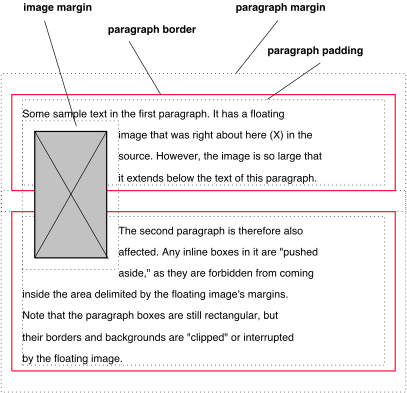 image margin
paragraph margin
paragraph border
paragraph padding
Some sample text in the first paragraph. It has a floating
image that was right about here (X) in the
source. However, the image is so large that
it extends below the text of this paragraph.
The second paragraph is therefore also
affected. Any inline boxes in it are "pushed
aside," as they are forbidden from coming
inside the area delimited by the floating image's margins.
Note that the paragraph boxes are still rectangular, but
their borders and backgrounds are "clipped" or interrupted
by the floating image.